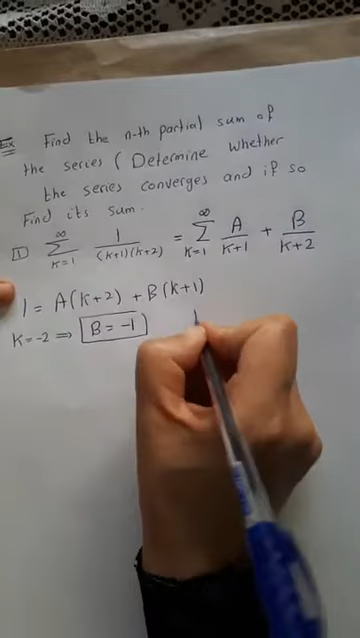 Ex Find the n-th partial sum of
the series ( Determine whether
the series converges and if so
Find its sum.
1 ∞ Σ K=1 1/(K+1)(K+2) = ∞ Σ K=1 A/K+1 + B/K+2
1 = A(K+2) + B(K+1)
K=-2 ⇒ B = -1